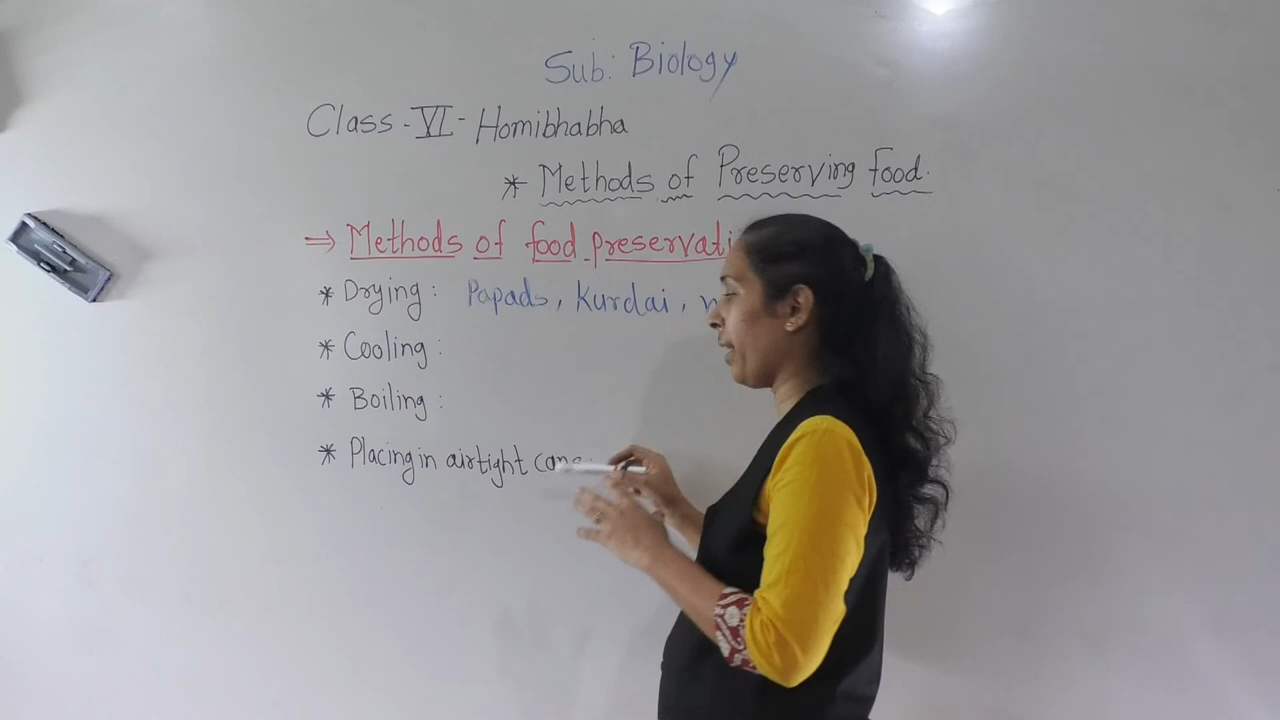 Sub: Biology
Class - VI - Homibhabha
* Methods of Preserving food.
⇒ Methods of food preservati
* Drying : Papads, Kurdai,
* Cooling :
* Boiling :
* Placing in airtight cans